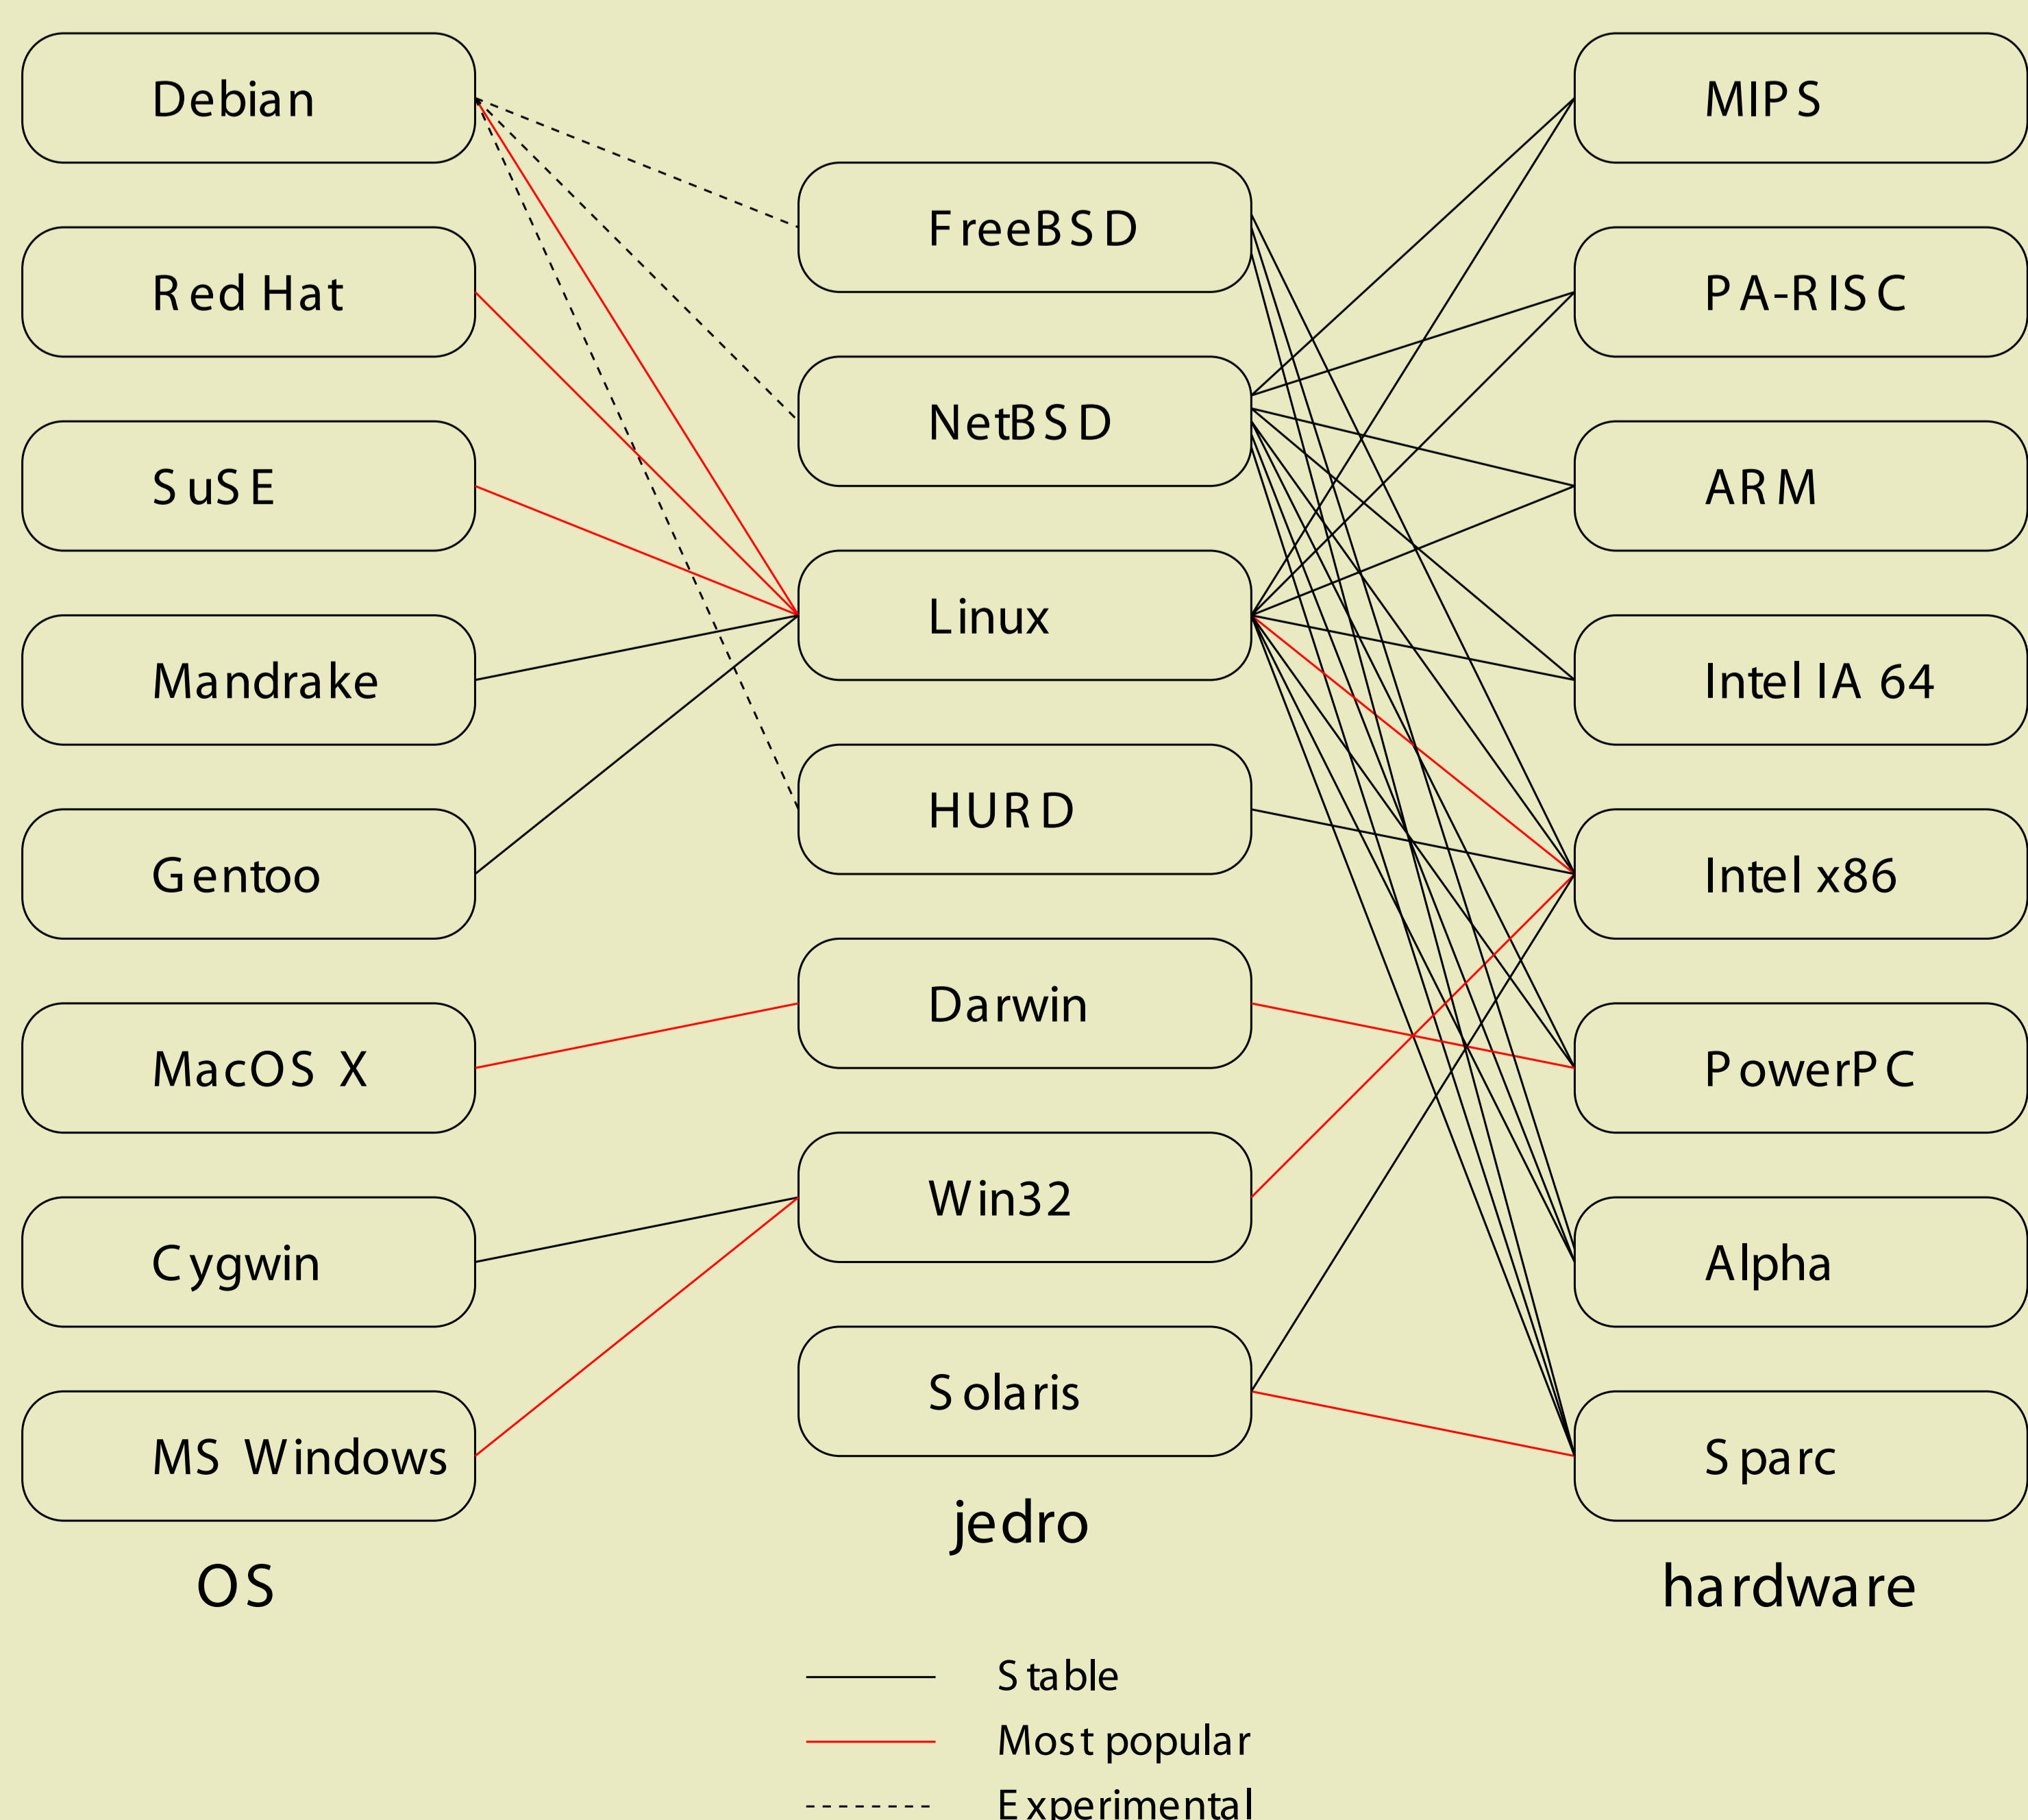 Debian
Red Hat
SuSE
Mandrake
Gentoo
MacOS X
Cygwin
MS Windows
OS
FreeBSD
NetBSD
Linux
HURD
Darwin
Win32
Solaris
jedro
MIPS
PA-RISC
ARM
Intel IA 64
Intel x86
PowerPC
Alpha
Sparc
hardware
Stable
Most popular
Experimental